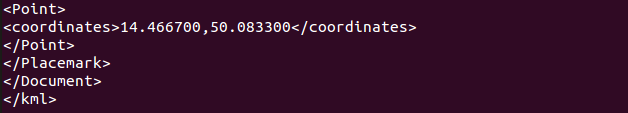 <Point>
<coordinates>14.466700,50.083300</coordinates>
</Point>
</Placemark>
</Document>
</kml>